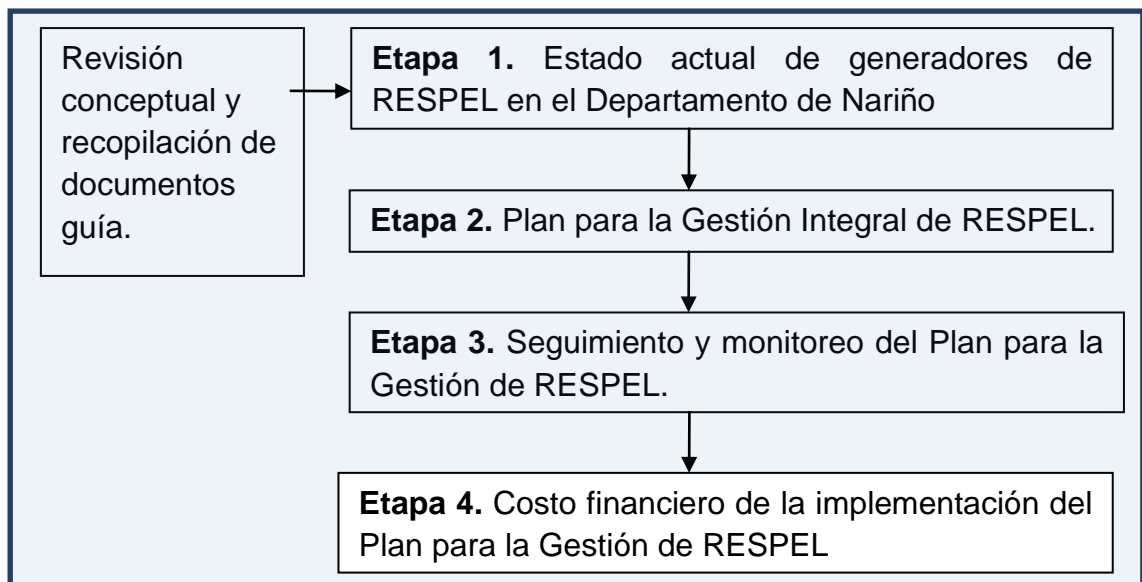 Revisión
conceptual y
recopilación de
documentos
guía.
Etapa 1. Estado actual de generadores de
RESPEL en el Departamento de Nariño
Etapa 2. Plan para la Gestión Integral de RESPEL.
Etapa 3. Seguimiento y monitoreo del Plan para la
Gestión de RESPEL.
Etapa 4. Costo financiero de la implementación del
Plan para la Gestión de RESPEL